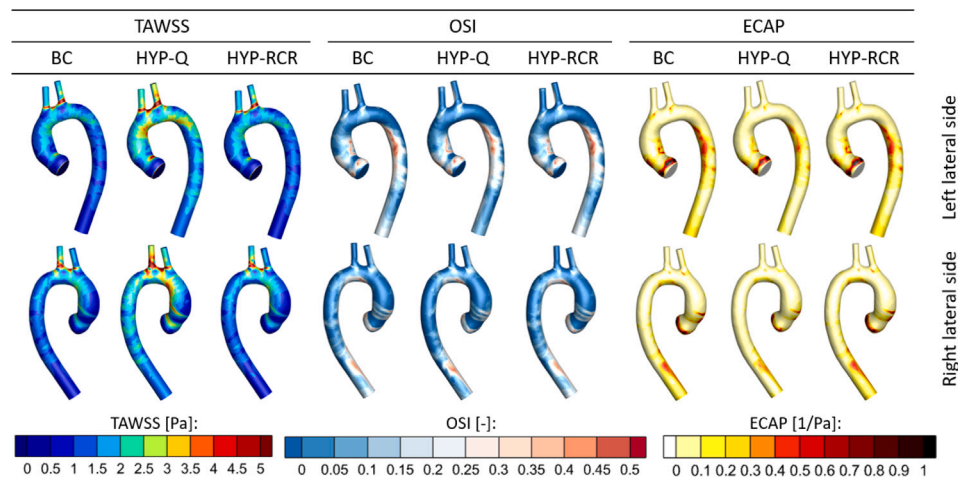 TAWSS OSI ECAP
BC HYP-Q HYP-RCR BC HYP-Q HYP-RCR BC HYP-Q HYP-RCR
Left lateral side
Right lateral side
TAWSS [Pa]: OSI [-]: ECAP [1/Pa]:
0 0.5 1 1.5 2 2.5 3 3.5 4 4.5 5 0 0.05 0.1 0.15 0.2 0.25 0.3 0.35 0.4 0.45 0.5 0 0.1 0.2 0.3 0.4 0.5 0.6 0.7 0.8 0.9 1